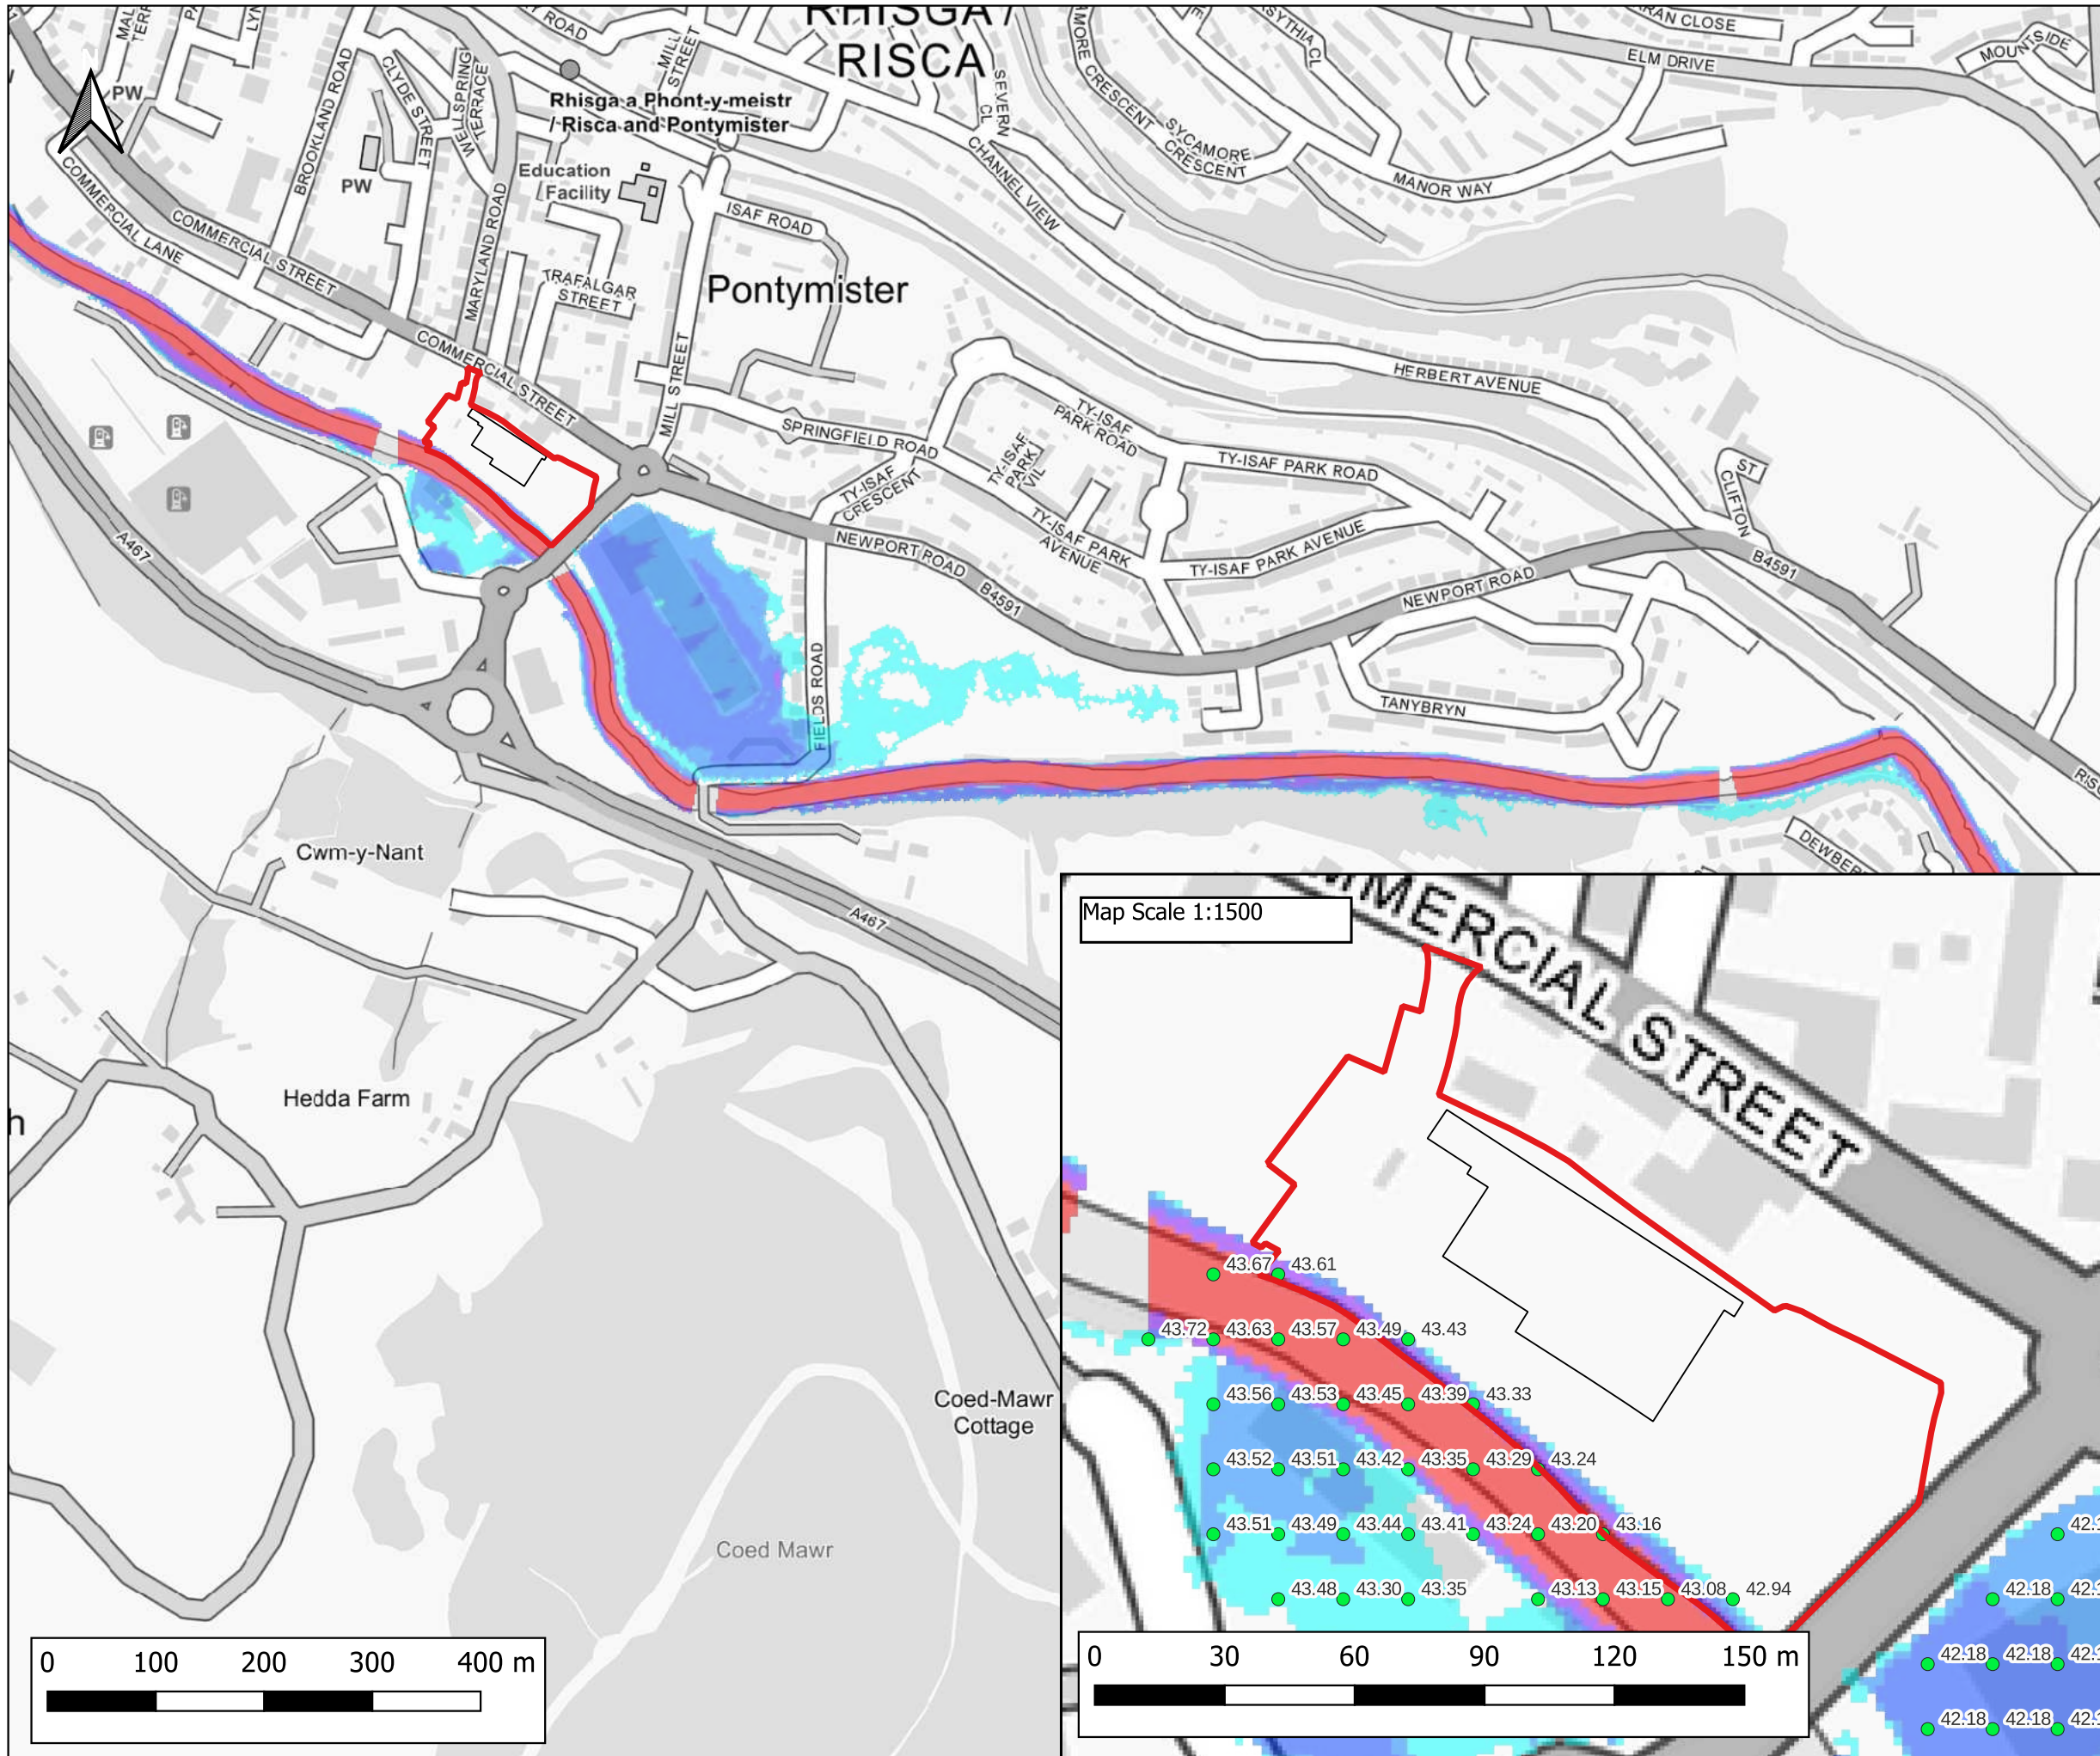 RHISGA /
RISCA
ELM DRIVE
MOUNTSIDE
PW
MILL
STREET
SEVERN
CL
Rhisga a Phont-y-meistr
/ Risca and Pontymister
CLYDE STREET
WELLSPRING
TERRACE
BROOKLAND ROAD
PW
Education
Facility
SYCAMORE
CRESCENT
CHANNEL VIEW
MANOR WAY
COMMERCIAL LANE
COMMERCIAL STREET
MARYLAND ROAD
ISAF ROAD
TRAFALGAR
STREET
Pontymister
COMMERCIAL STREET
MILL STREET
HERBERT AVENUE
SPRINGFIELD ROAD
TY-ISAF
PARK ROAD
TY-ISAF
PARK
VIL
TY-ISAF PARK ROAD
TY-ISAF
CRESCENT
ST
CLIFTON
A467
NEWPORT ROAD
B4591
TY-ISAF PARK
AVENUE
TY-ISAF PARK AVENUE
NEWPORT ROAD
B4591
FIELDS ROAD
TANYBRYN
Cwm-y-Nant
A467
Hedda Farm
Coed-Mawr
Cottage
Coed Mawr
0 100 200 300 400 m
Map Scale 1:1500
MERCIAL STREET
43.67 43.61
43.72 43.63 43.57 43.49 43.43
43.56 43.53 43.45 43.39 43.33
43.52 43.51 43.42 43.35 43.29 43.24
43.51 43.49 43.44 43.41 43.24 43.20 43.16
43.48 43.30 43.35 43.13 43.15 43.08 42.94
42.18
42.18 42.18
42.18 42.18
0 30 60 90 120 150 m